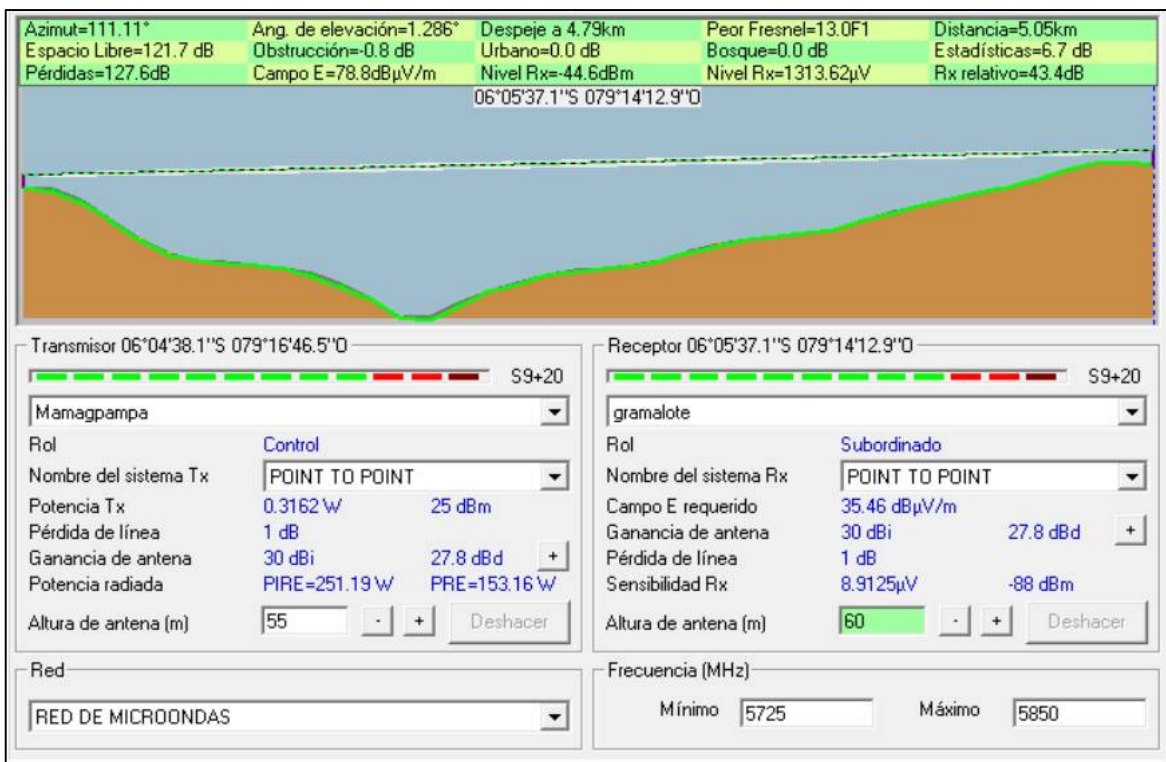 Azimut=111.11° Ang. de elevación=1.286° Despeje a 4.79km Peor Fresnel=13.0F1 Distancia=5.05km
Espacio Libre=121.7 dB Obstrucción=-0.8 dB Urbano=0.0 dB Bosque=0.0 dB Estadísticas=6.7 dB
Pérdidas=127.6dB Campo E=78.8dBµV/m Nivel Rx=-44.6dBm Nivel Rx=1313.62µV Rx relativo=43.4dB
06°05'37.1"S 079°14'12.9"O
Transmisor 06°04'38.1"S 079°16'46.5"O
S9+20
Mamagpampa
Rol Control
Nombre del sistema Tx POINT TO POINT
Potencia Tx 0.3162 W 25 dBm
Pérdida de línea 1 dB
Ganancia de antena 30 dBi 27.8 dBd +
Potencia radiada PIRE=251.19 W PRE=153.16 W
Altura de antena (m) 55 - + Deshacer
Receptor 06°05'37.1"S 079°14'12.9"O
S9+20
gramalote
Rol Subordinado
Nombre del sistema Rx POINT TO POINT
Campo E requerido 35.46 dBµV/m
Ganancia de antena 30 dBi 27.8 dBd +
Pérdida de línea 1 dB
Sensibilidad Rx 8.9125µV -88 dBm
Altura de antena (m) 60 - + Deshacer
Red
RED DE MICROONDAS
Frecuencia (MHz)
Mínimo 5725 Máximo 5850